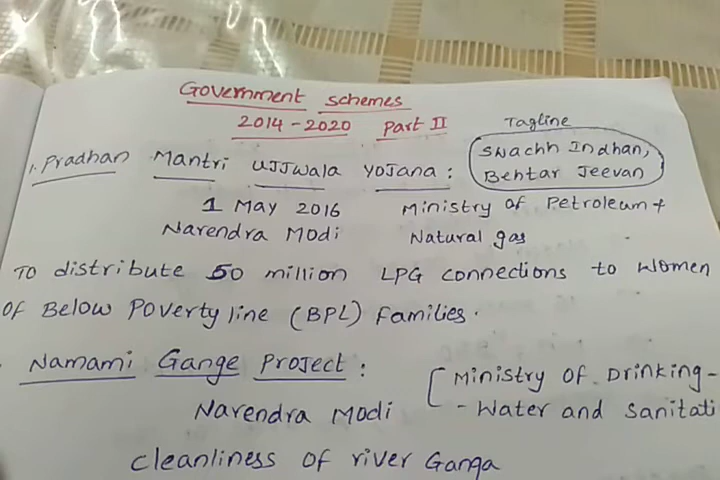 Government schemes
2014-2020 Part II
Tagline
1. Pradhan Mantri Ujjwala Yojana :
Swachh Indhan,
Behtar Jeevan
1 May 2016 Ministry of Petroleum +
Narendra Modi Natural gas
To distribute 50 million LPG connections to women
of Below Poverty line (BPL) families.
Namami Gange Project :
[Ministry of Drinking-
Narendra Modi - Water and Sanitati
cleanliness of river Ganga